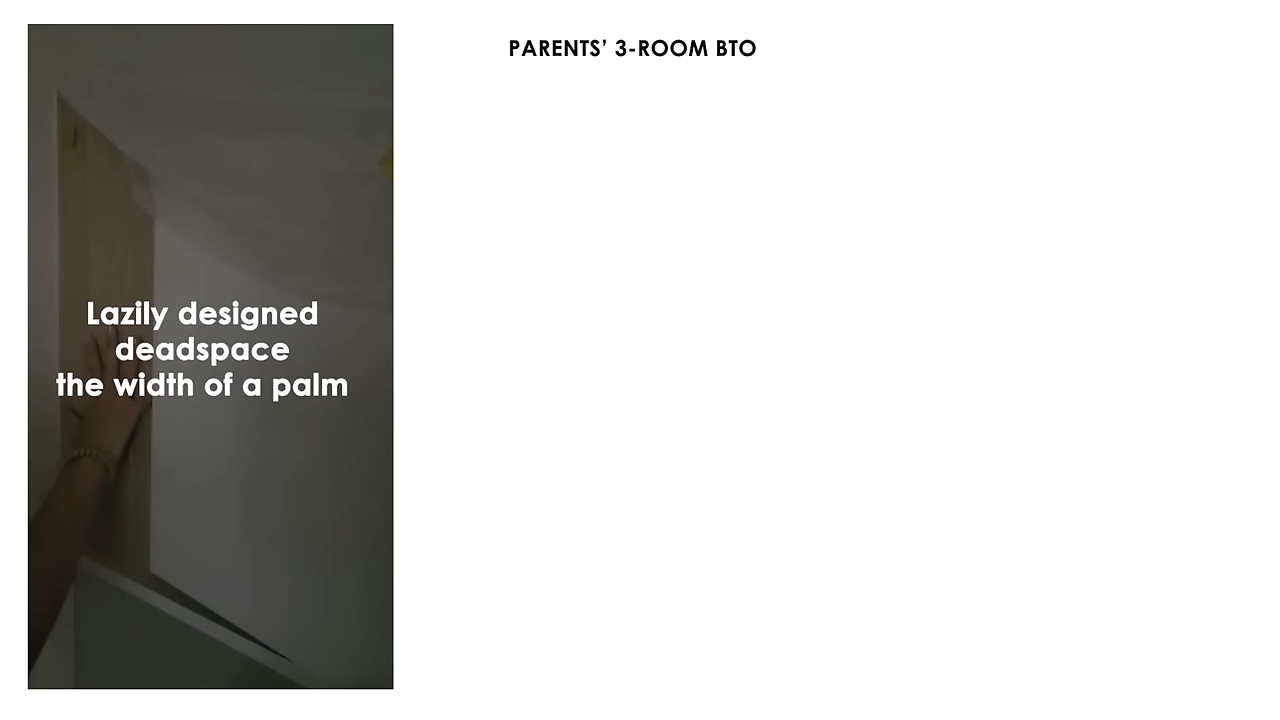 PARENTS’ 3-ROOM BTO
Lazily designed
deadspace
the width of a palm